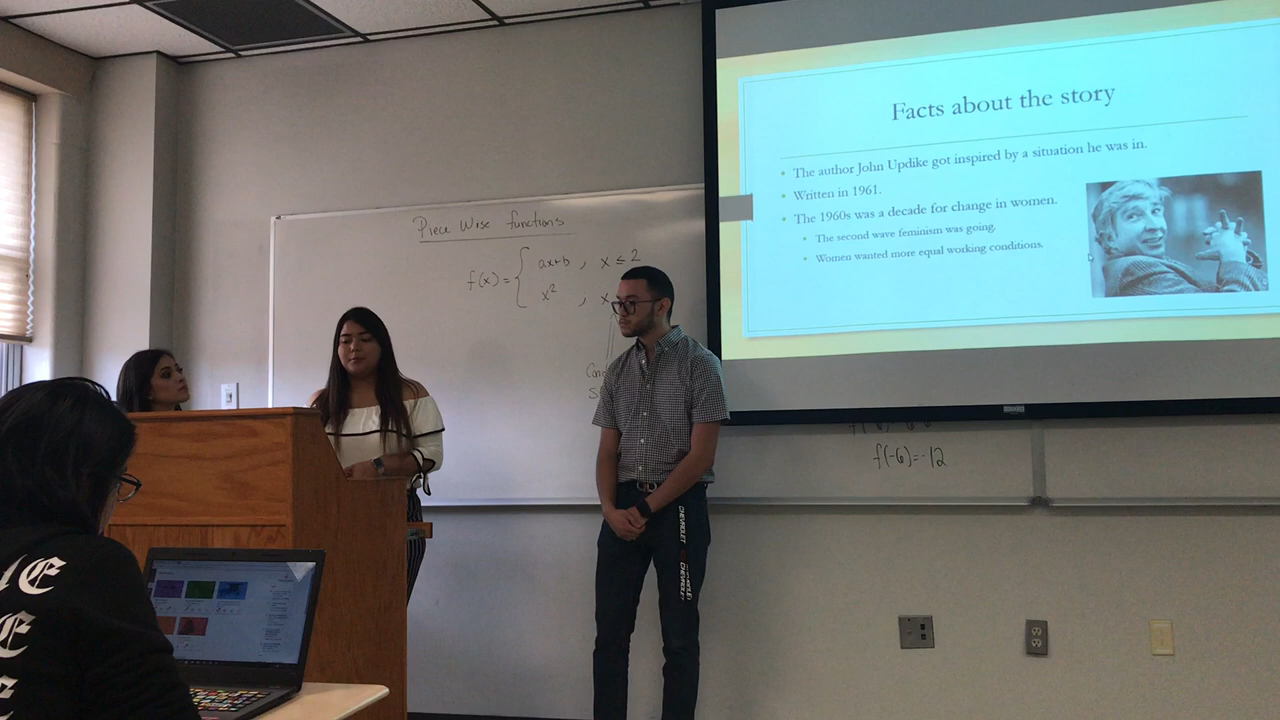 Facts about the story
The author John Updike got inspired by a situation he was in.
Written in 1961.
The 1960s was a decade for change in women.
The second wave feminism was going.
Women wanted more equal working conditions.
Piece Wise functions
f(x) = { ax+b , x ≤ 2
x² , x
f(-6)=-12
CHEVROLET
CHEVROLET